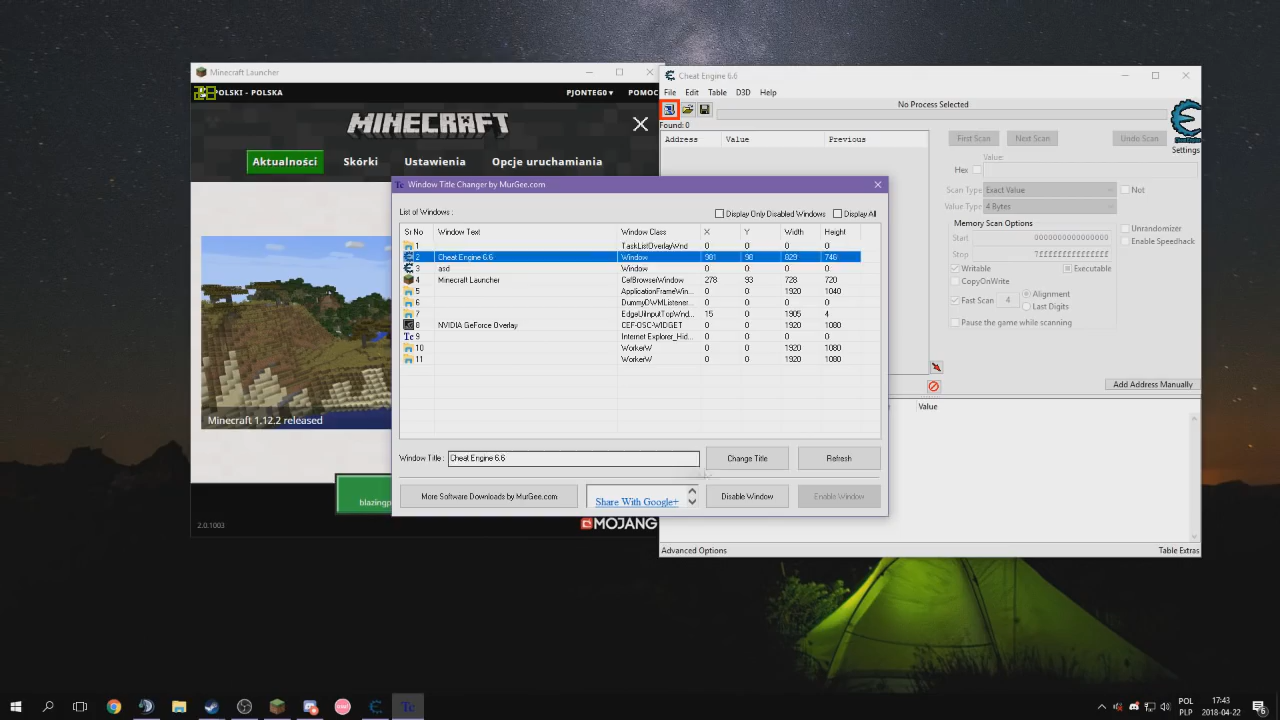 Minecraft Launcher
POLSKI - POLSKA
PJONTEG0 ▾
POMOC
MINECRAFT
Aktualności
Skórki
Ustawienia
Opcje uruchamiania
Minecraft 1.12.2 released
2.0.1003
MOJANG
Cheat Engine 6.6
File Edit Table D3D Help
No Process Selected
Found: 0
Address Value Previous
First Scan Next Scan Undo Scan
Settings
Value:
Hex
Scan Type Exact Value Not
Value Type 4 Bytes
Memory Scan Options
Start 0000000000000000
Stop 7fffffffffffffff
Writable Executable
CopyOnWrite
Fast Scan 4 Alignment
Last Digits
Pause the game while scanning
Unrandomizer
Enable Speedhack
Add Address Manually
Value
Advanced Options
Table Extras
Window Title Changer by MurGee.com
List of Windows :
Display Only Disabled Windows Display All
Sr No Window Text Window Class X Y Width Height
1 TaskListOverlayWnd 0 0 0 0
2 Cheat Engine 6.6 Window 981 98 829 746
3 asd Window 0 0 0 0
4 Minecraft Launcher CefBrowserWindow 278 93 728 720
5 ApplicationFrameWin... 0 0 1920 1040
6 DummyDWMListener... 0 0 0 0
7 EdgeUiInputTopWnd... 15 0 1905 4
8 NVIDIA GeForce Overlay CEF-OSC-WIDGET 0 0 1920 1080
9 Internet Explorer_Hid... 0 0 0 0
10 WorkerW 0 0 1920 1080
11 WorkerW 0 0 1920 1080
Window Title : Cheat Engine 6.6
Change Title
Refresh
More Software Downloads by MurGee.com
Share With Google+
Disable Window
Enable Window
POL
PLP
17:43
2018-04-22